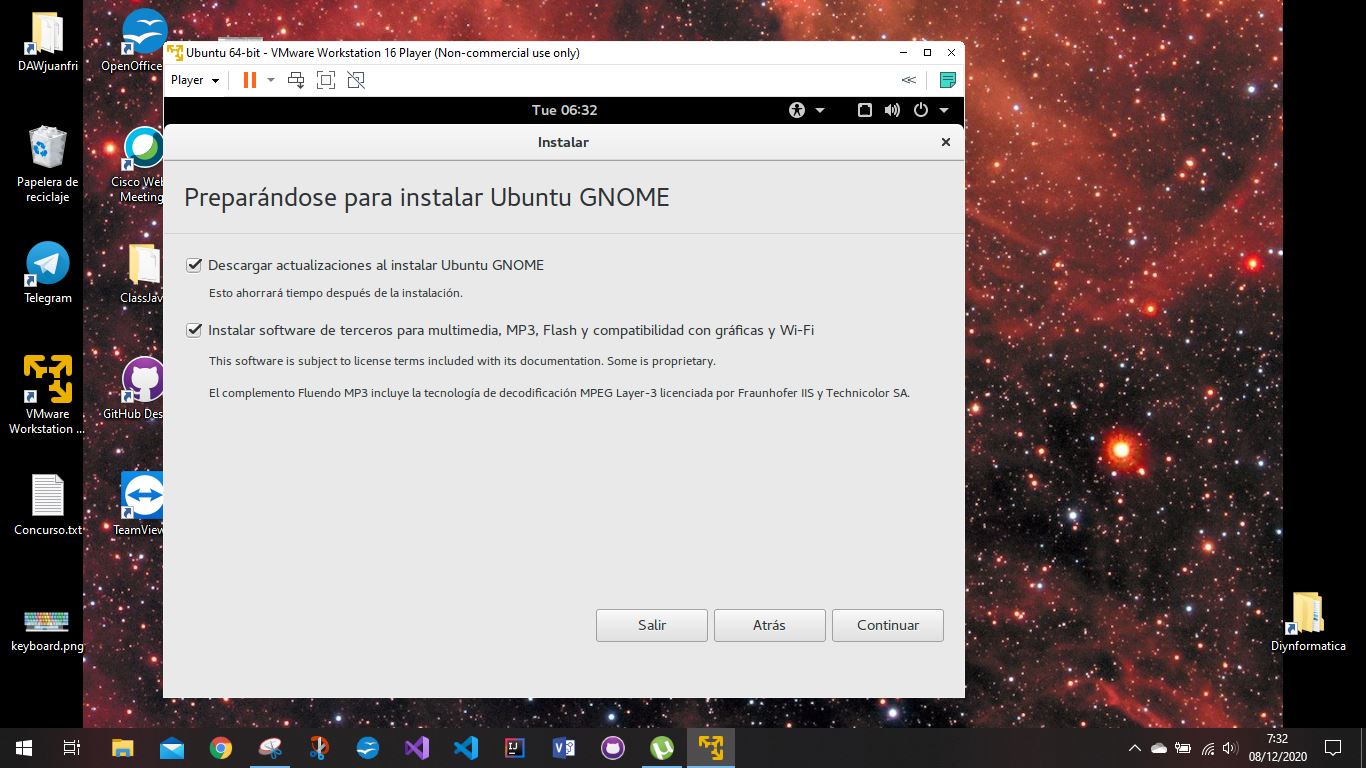 DAWjuanfri
OpenOffice
Papelera de
reciclaje
Cisco Web
Meeting
Telegram
ClassJav
VMware
Workstation ...
GitHub Des
Concurso.txt
TeamView
keyboard.png
Diynformatica
Ubuntu 64-bit - VMware Workstation 16 Player (Non-commercial use only)
Player
Tue 06:32
Instalar
Preparándose para instalar Ubuntu GNOME
Descargar actualizaciones al instalar Ubuntu GNOME
Esto ahorrará tiempo después de la instalación.
Instalar software de terceros para multimedia, MP3, Flash y compatibilidad con gráficas y Wi-Fi
This software is subject to license terms included with its documentation. Some is proprietary.
El complemento Fluendo MP3 incluye la tecnología de decodificación MPEG Layer-3 licenciada por Fraunhofer IIS y Technicolor SA.
Salir
Atrás
Continuar
7:32
08/12/2020